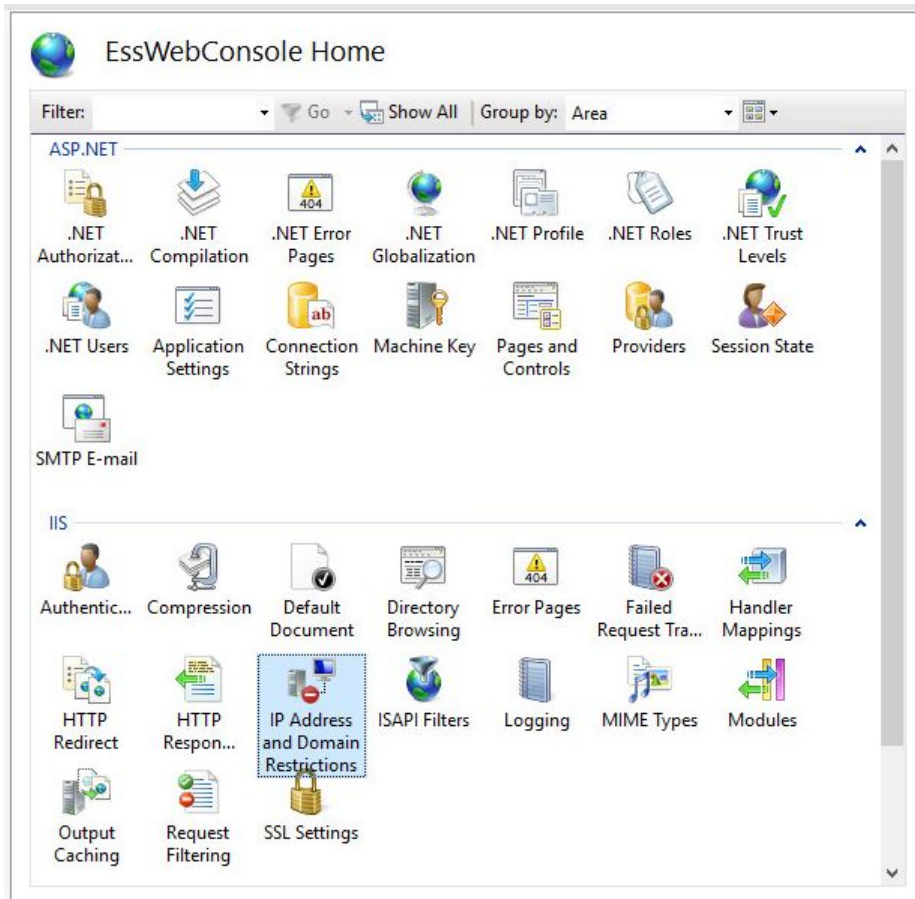 EssWebConsole Home
Filter: Go Show All Group by: Area
ASP.NET
.NET Authorizat...
.NET Compilation
.NET Error Pages
.NET Globalization
.NET Profile
.NET Roles
.NET Trust Levels
.NET Users
Application Settings
Connection Strings
Machine Key
Pages and Controls
Providers
Session State
SMTP E-mail
IIS
Authentic...
Compression
Default Document
Directory Browsing
Error Pages
Failed Request Tra...
Handler Mappings
HTTP Redirect
HTTP Respon...
IP Address and Domain Restrictions
ISAPI Filters
Logging
MIME Types
Modules
Output Caching
Request Filtering
SSL Settings